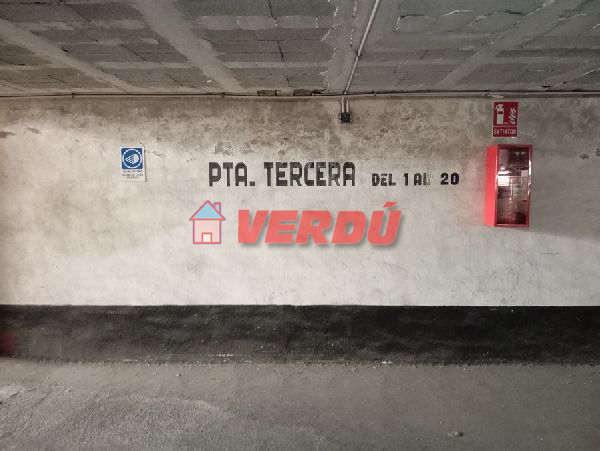 EXTINTOR
PTA. TERCERA DEL 1 AL 20
VERDÚ